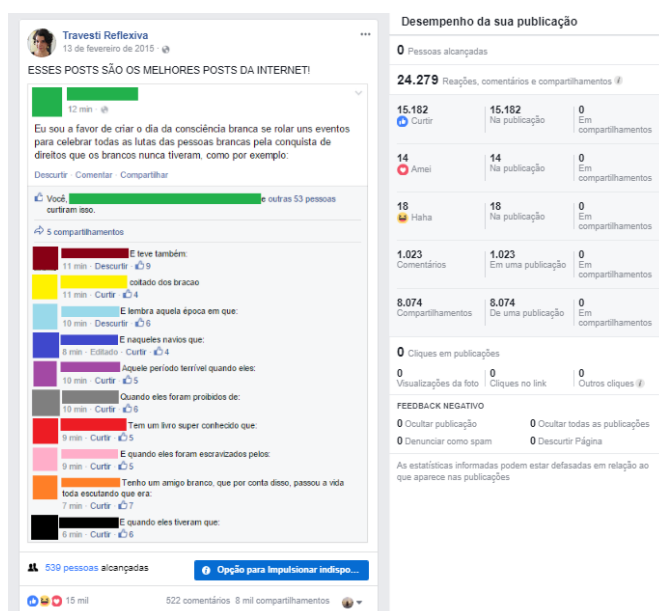 Travesti Reflexiva
13 de fevereiro de 2015 ·
ESSES POSTS SÃO OS MELHORES POSTS DA INTERNET!
12 min ·
Eu sou a favor de criar o dia da consciência branca se rolar uns eventos
para celebrar todas as lutas das pessoas brancas pela conquista de
direitos que os brancos nunca tiveram, como por exemplo:
Descurtir · Comentar · Compartilhar
Você, e outras 53 pessoas
curtiram isso.
5 compartilhamentos
E teve também:
11 min · Descurtir · 9
coitado dos bracao
11 min · Curtir · 4
E lembra aquela época em que:
10 min · Descurtir · 6
E naqueles navios que:
8 min · Editado · Curtir · 4
Aquele período terrível quando eles:
10 min · Curtir · 5
Quando eles foram proibidos de:
10 min · Curtir · 6
Tem um livro super conhecido que:
9 min · Curtir · 5
E quando eles foram escravizados pelos:
9 min · Curtir · 5
Tenho um amigo branco, que por conta disso, passou a vida
toda escutando que era:
7 min · Curtir · 7
E quando eles tiveram que:
6 min · Curtir · 6
539 pessoas alcançadas
Opção para Impulsionar indispo...
15 mil
522 comentários 8 mil compartilhamentos
Desempenho da sua publicação
0 Pessoas alcançadas
24.279 Reações, comentários e compartilhamentos
15.182 15.182 0
Curtir Na publicação Em
compartilhamentos
14 14 0
Amei Na publicação Em
compartilhamentos
18 18 0
Haha Na publicação Em
compartilhamentos
1.023 1.023 0
Comentários Em uma publicação Em
compartilhamentos
8.074 8.074 0
Compartilhamentos De uma publicação Em
compartilhamentos
0 Cliques em publicações
0 0 0
Visualizações da foto Cliques no link Outros cliques
FEEDBACK NEGATIVO
0 Ocultar publicação 0 Ocultar todas as publicações
0 Denunciar como spam 0 Descurtir Página
As estatísticas informadas podem estar defasadas em relação ao
que aparece nas publicações